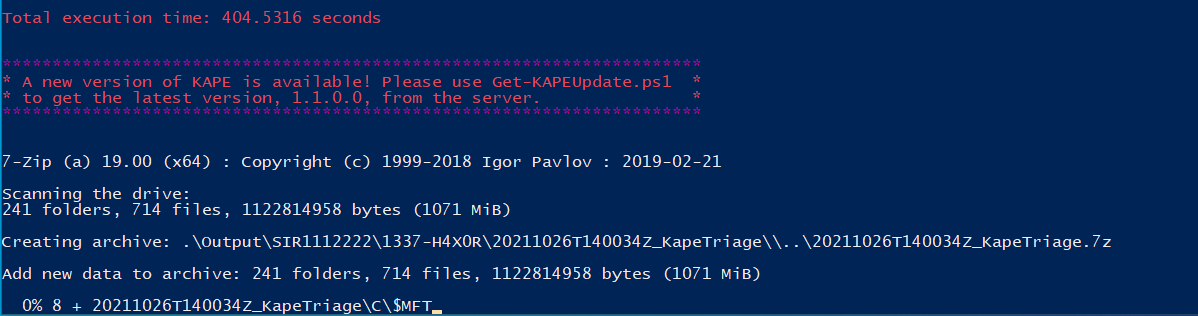 Total execution time: 404.5316 seconds
**********************************************************************
* A new version of KAPE is available! Please use Get-KAPEUpdate.ps1  *
* to get the latest version, 1.1.0.0, from the server.               *
**********************************************************************
7-Zip (a) 19.00 (x64) : Copyright (c) 1999-2018 Igor Pavlov : 2019-02-21
Scanning the drive:
241 folders, 714 files, 1122814958 bytes (1071 MiB)
Creating archive: .\Output\SIR1112222\1337-H4X0R\20211026T140034Z_KapeTriage\\..\20211026T140034Z_KapeTriage.7z
Add new data to archive: 241 folders, 714 files, 1122814958 bytes (1071 MiB)
  0% 8 + 20211026T140034Z_KapeTriage\C\$MFT